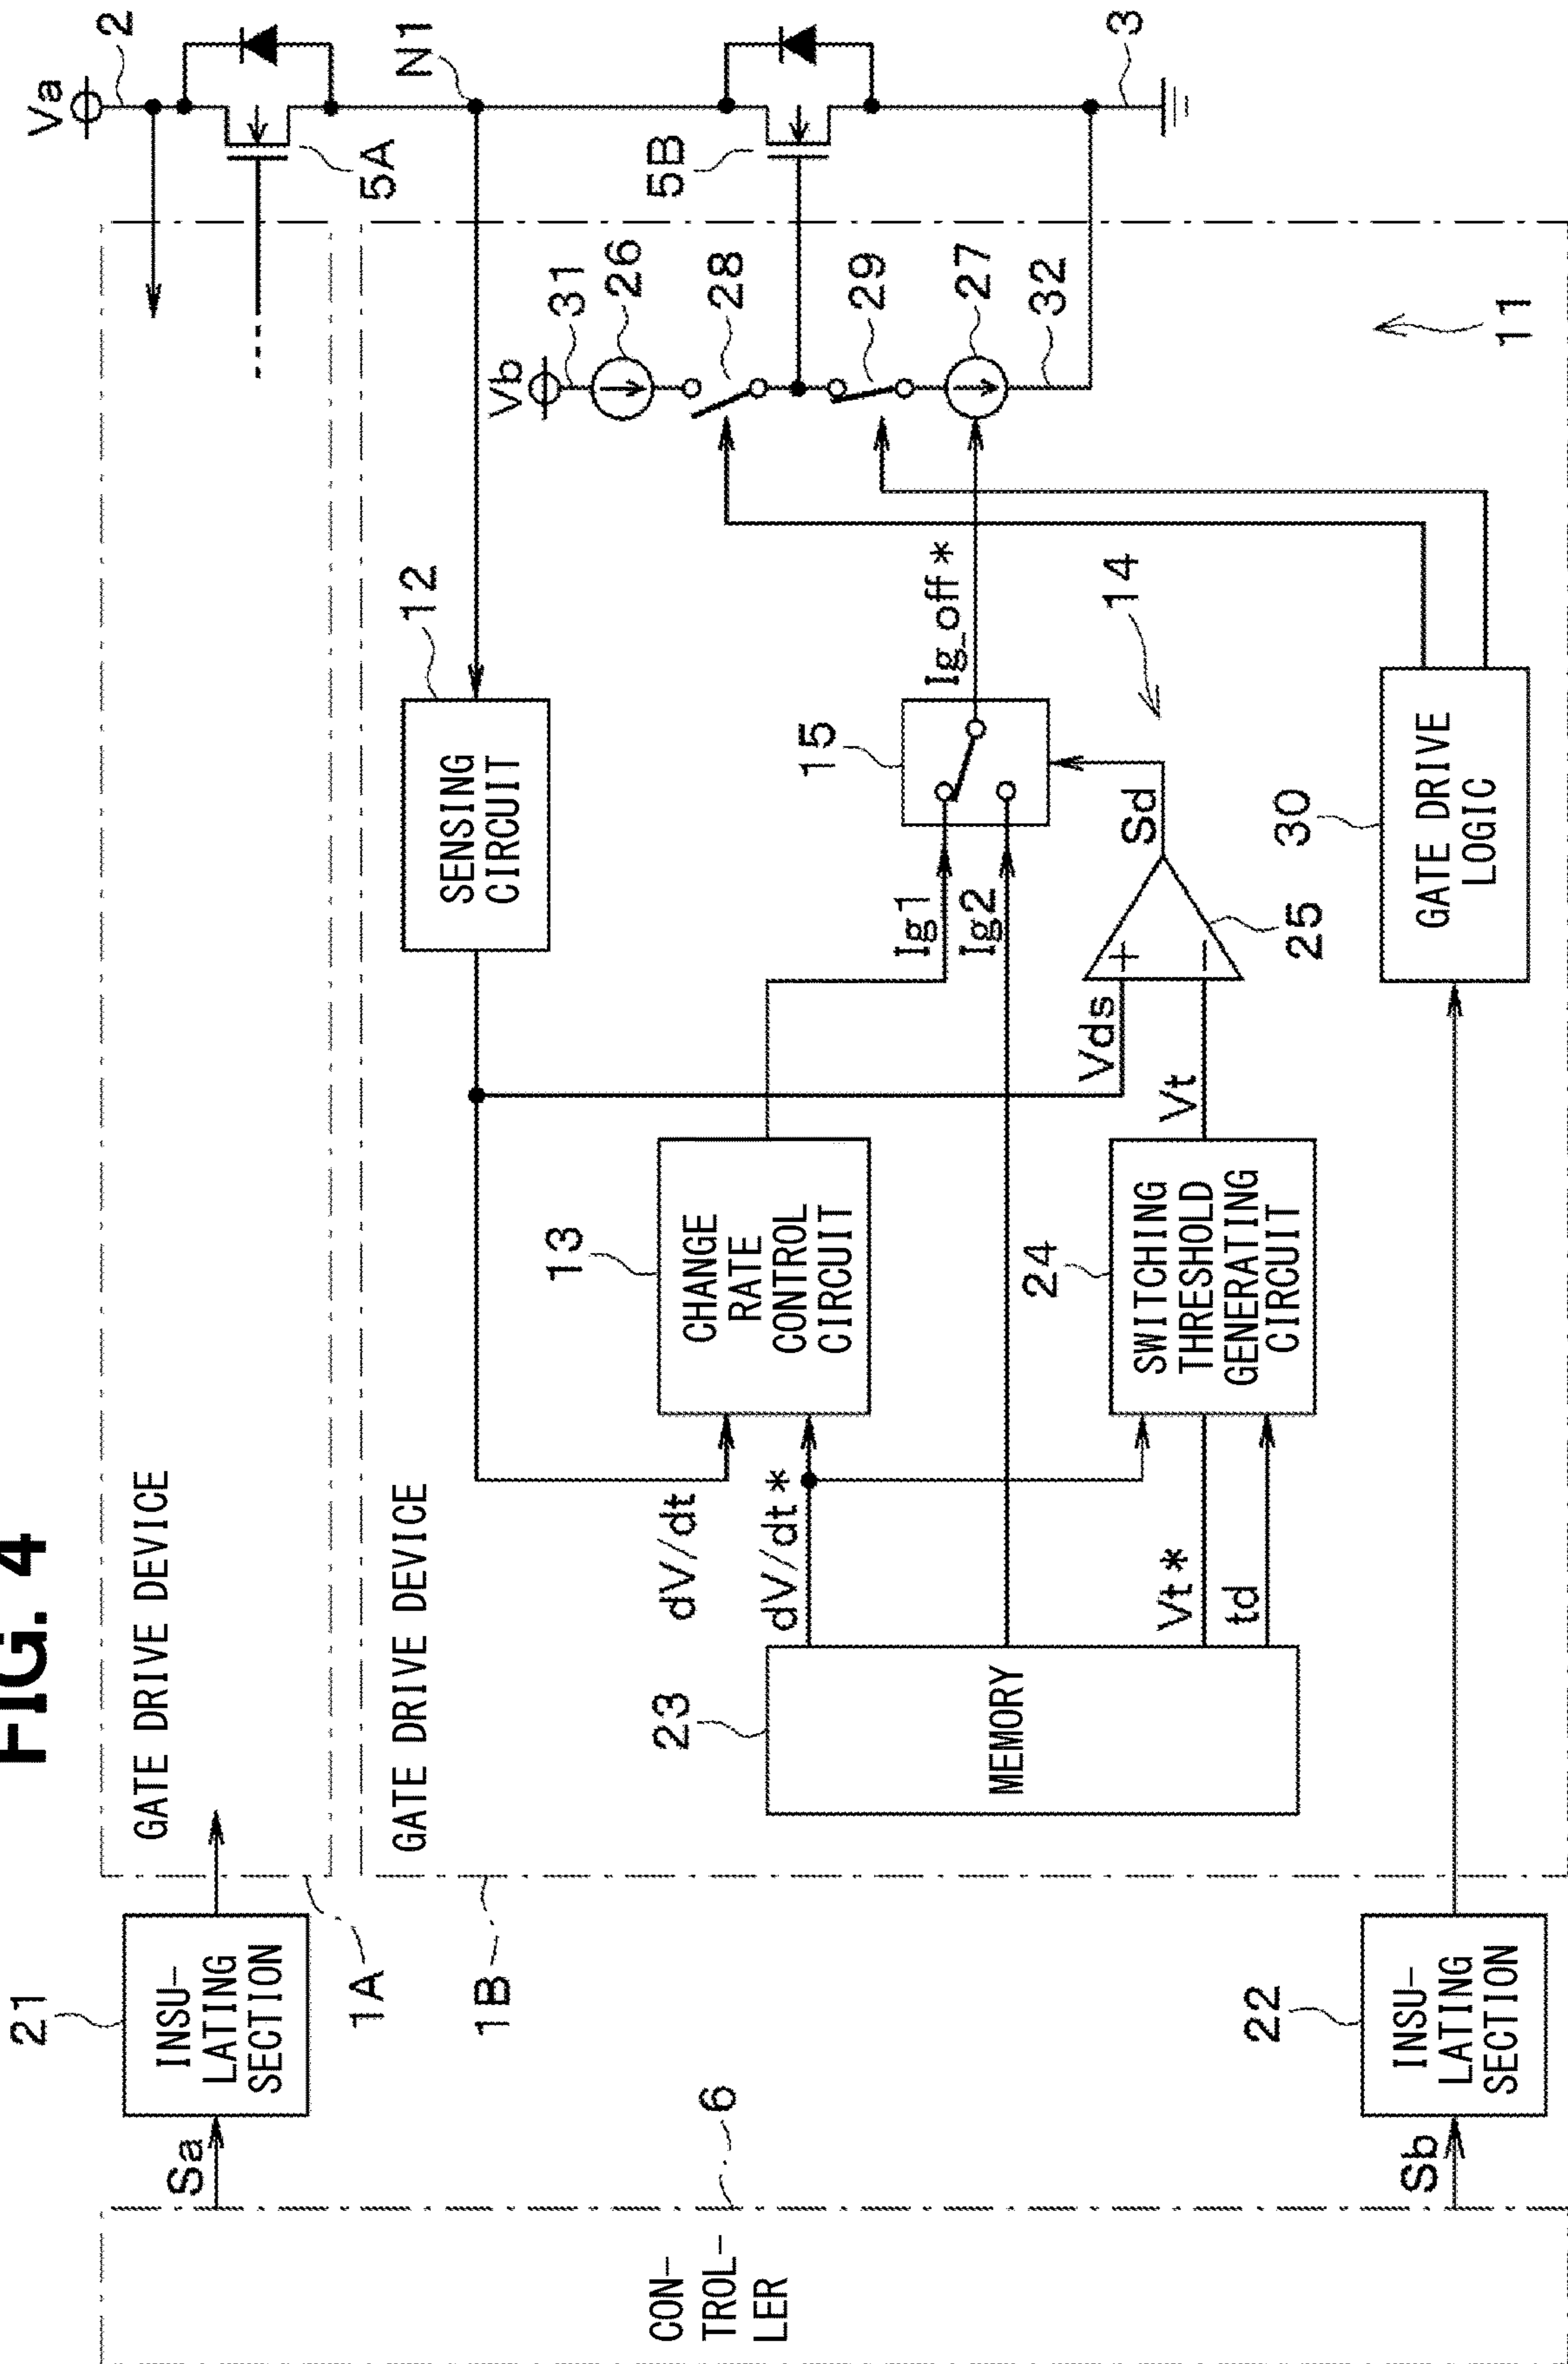 FIG. 4
CON-
TROL-
LER
6
Sa
Sb
21
INSU-
LATING
SECTION
22
INSU-
LATING
SECTION
1A
1B
GATE DRIVE DEVICE
GATE DRIVE DEVICE
23
MEMORY
dV/dt
dV/dt*
Vt*
td
13
CHANGE
RATE
CONTROL
CIRCUIT
24
SWITCHING
THRESHOLD
GENERATING
CIRCUIT
Vds
Vt
12
SENSING
CIRCUIT
Ig1
Ig2
25
Sd
15
14
Ig_off*
30
GATE DRIVE
LOGIC
Vb
31
26
28
29
27
32
11
Va
2
5A
N1
5B
3